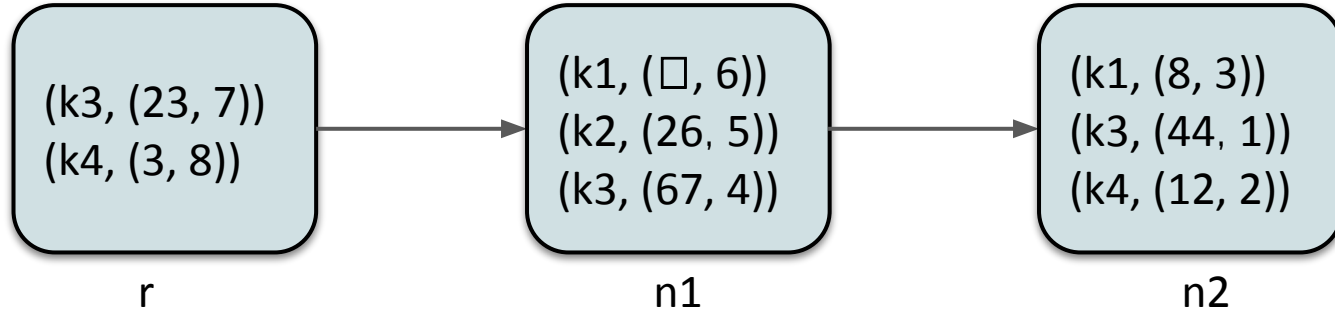 (k3, (23, 7))
(k4, (3, 8))
r
(k1, (□, 6))
(k2, (26, 5))
(k3, (67, 4))
n1
(k1, (8, 3))
(k3, (44, 1))
(k4, (12, 2))
n2